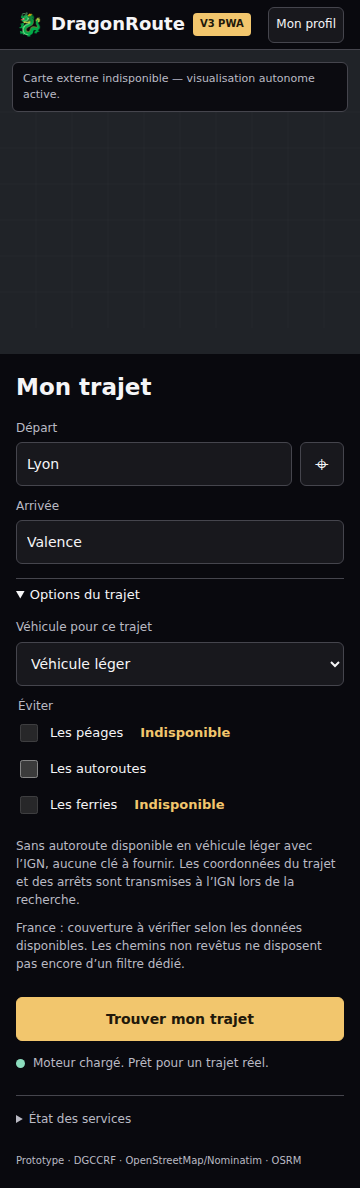 DragonRoute V3 PWA Mon profil
Carte externe indisponible — visualisation autonome
active.
Mon trajet
Départ
Lyon
Arrivée
Valence
Options du trajet
Véhicule pour ce trajet
Véhicule léger
Éviter
Les péages Indisponible
Les autoroutes
Les ferries Indisponible
Sans autoroute disponible en véhicule léger avec
l’IGN, aucune clé à fournir. Les coordonnées du trajet
et des arrêts sont transmises à l’IGN lors de la
recherche.
France : couverture à vérifier selon les données
disponibles. Les chemins non revêtus ne disposent
pas encore d’un filtre dédié.
Trouver mon trajet
Moteur chargé. Prêt pour un trajet réel.
État des services
Prototype · DGCCRF · OpenStreetMap/Nominatim · OSRM